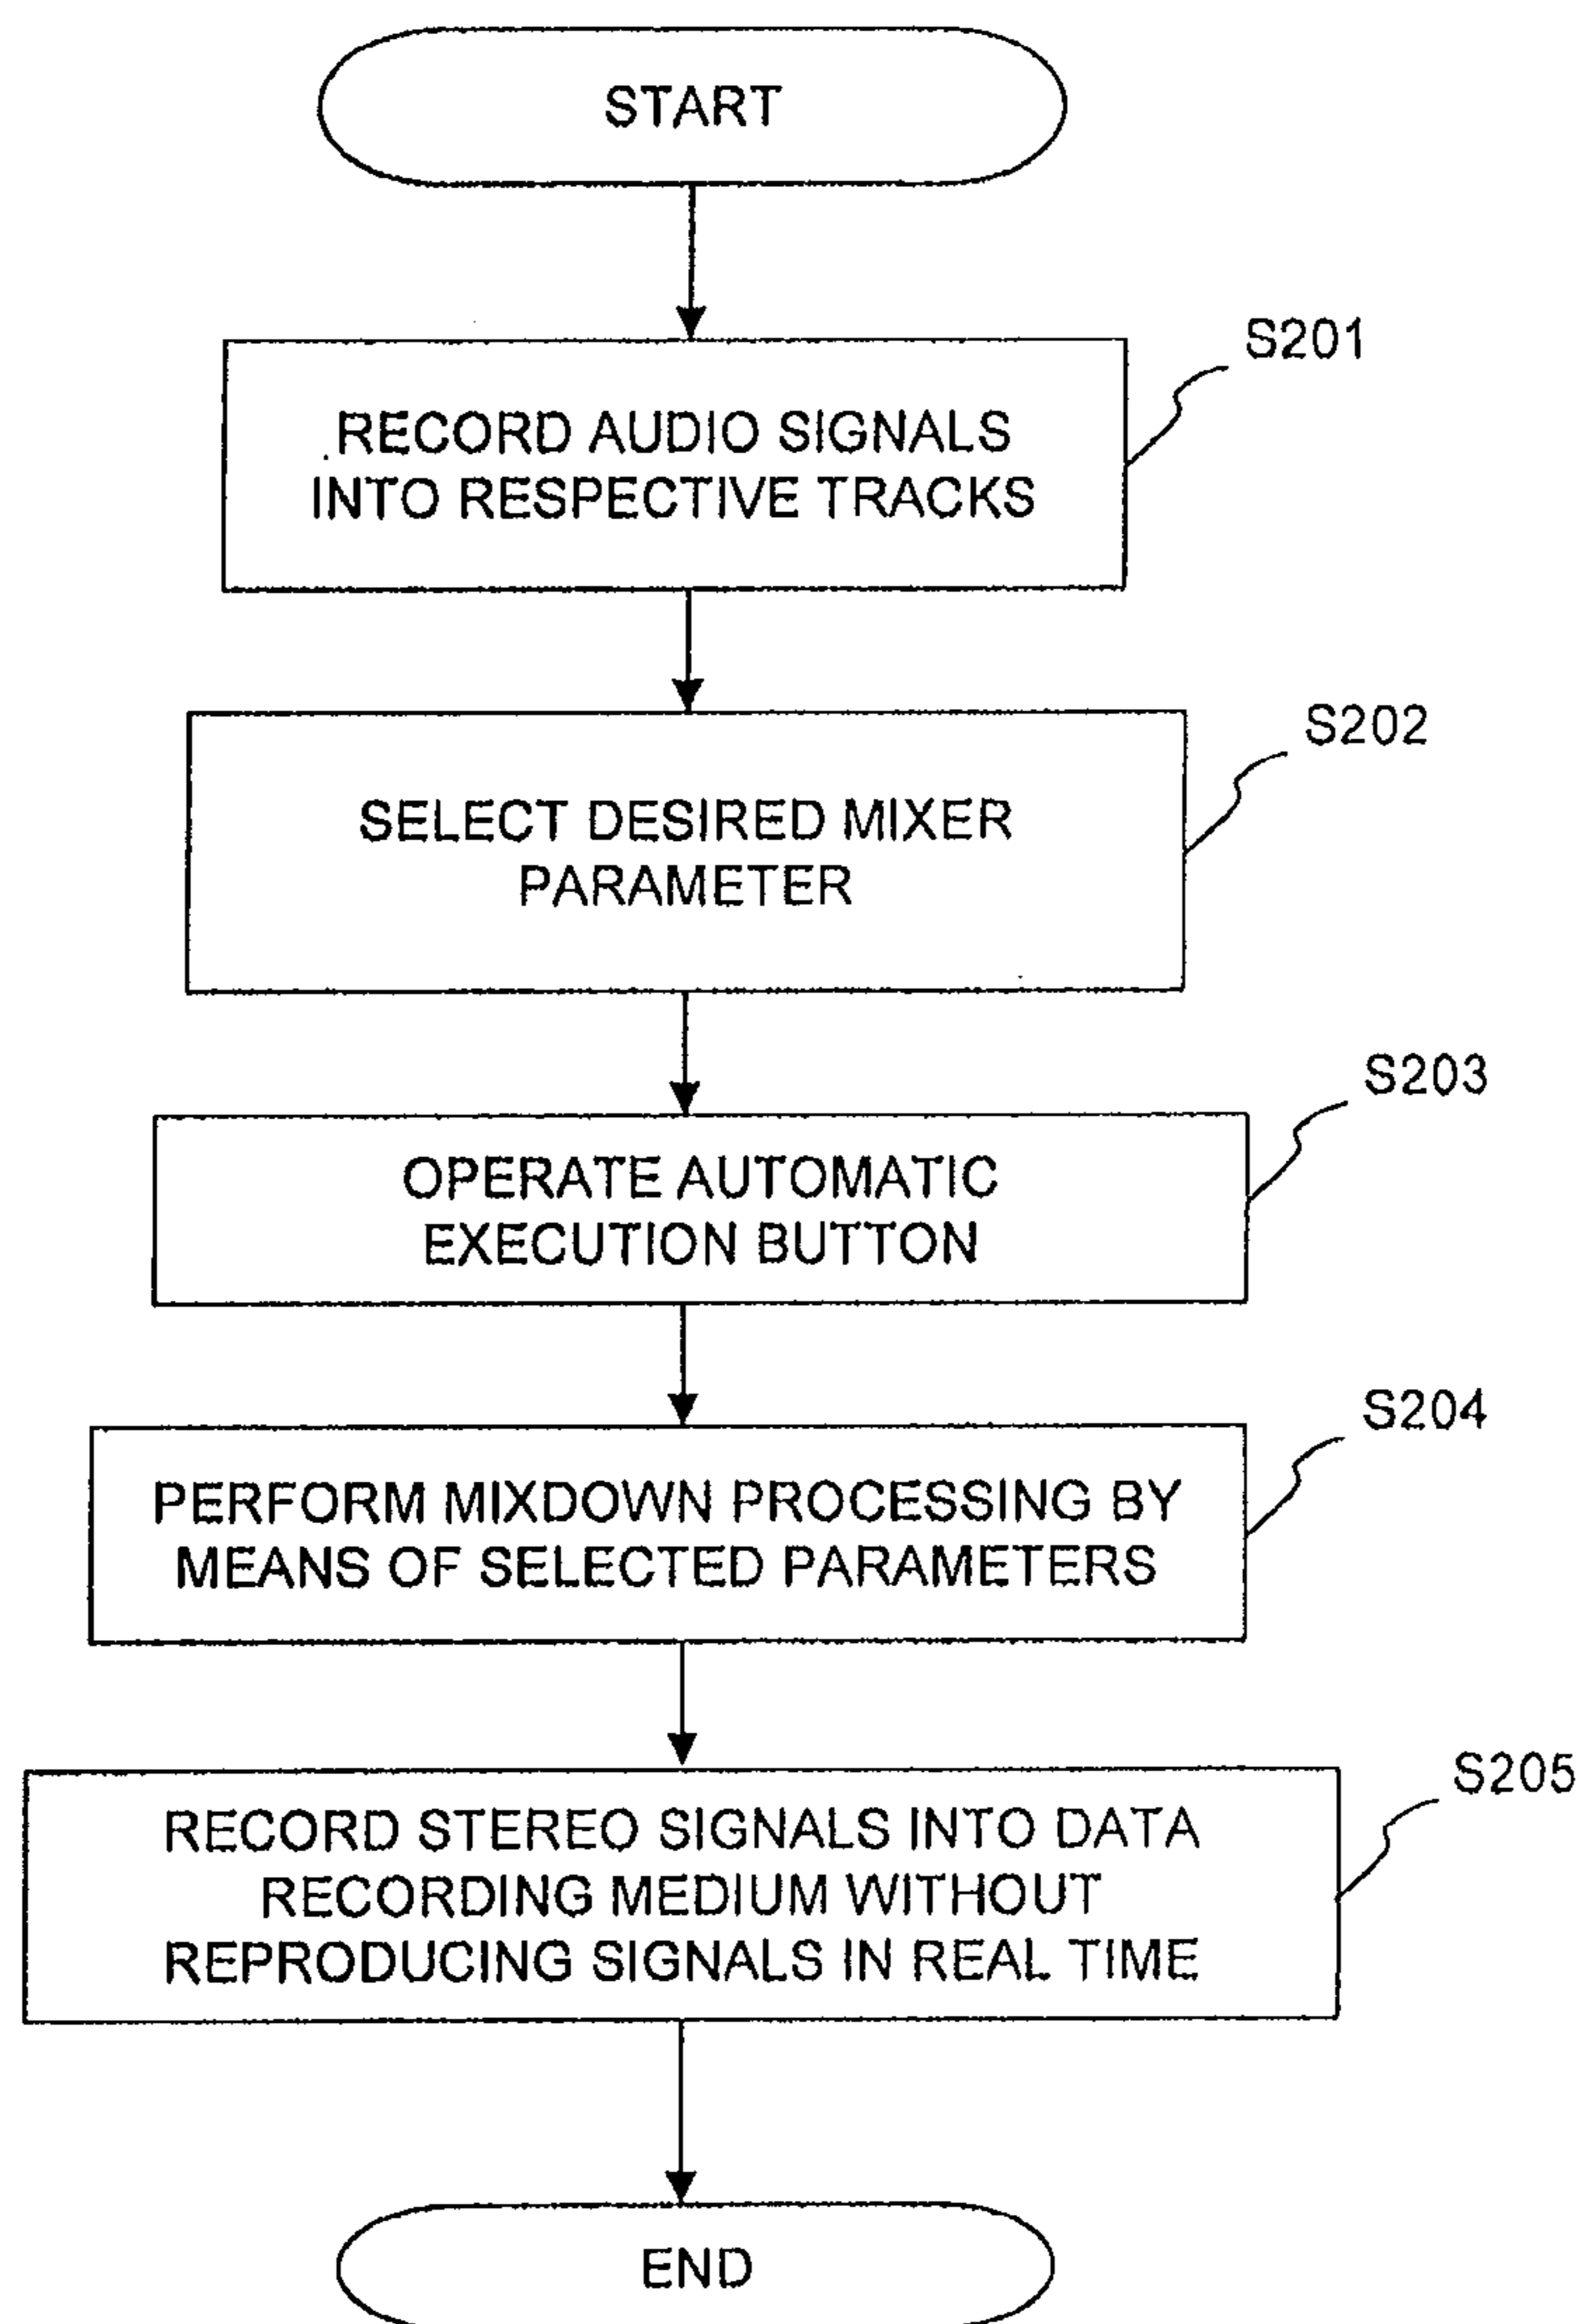 START
S201
RECORD AUDIO SIGNALS
INTO RESPECTIVE TRACKS
S202
SELECT DESIRED MIXER
PARAMETER
S203
OPERATE AUTOMATIC
EXECUTION BUTTON
S204
PERFORM MIXDOWN PROCESSING BY
MEANS OF SELECTED PARAMETERS
S205
RECORD STEREO SIGNALS INTO DATA
RECORDING MEDIUM WITHOUT
REPRODUCING SIGNALS IN REAL TIME
END